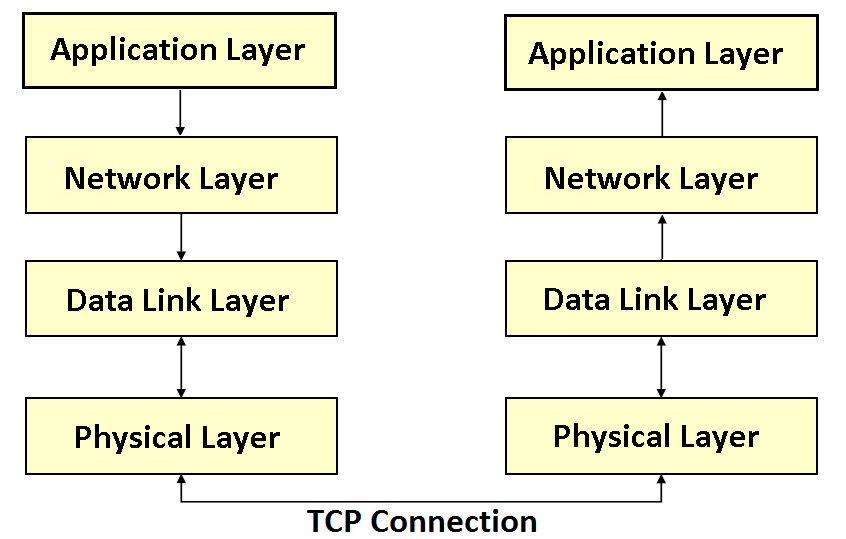 Application Layer
Application Layer
Network Layer
Network Layer
Data Link Layer
Data Link Layer
Physical Layer
Physical Layer
TCP Connection